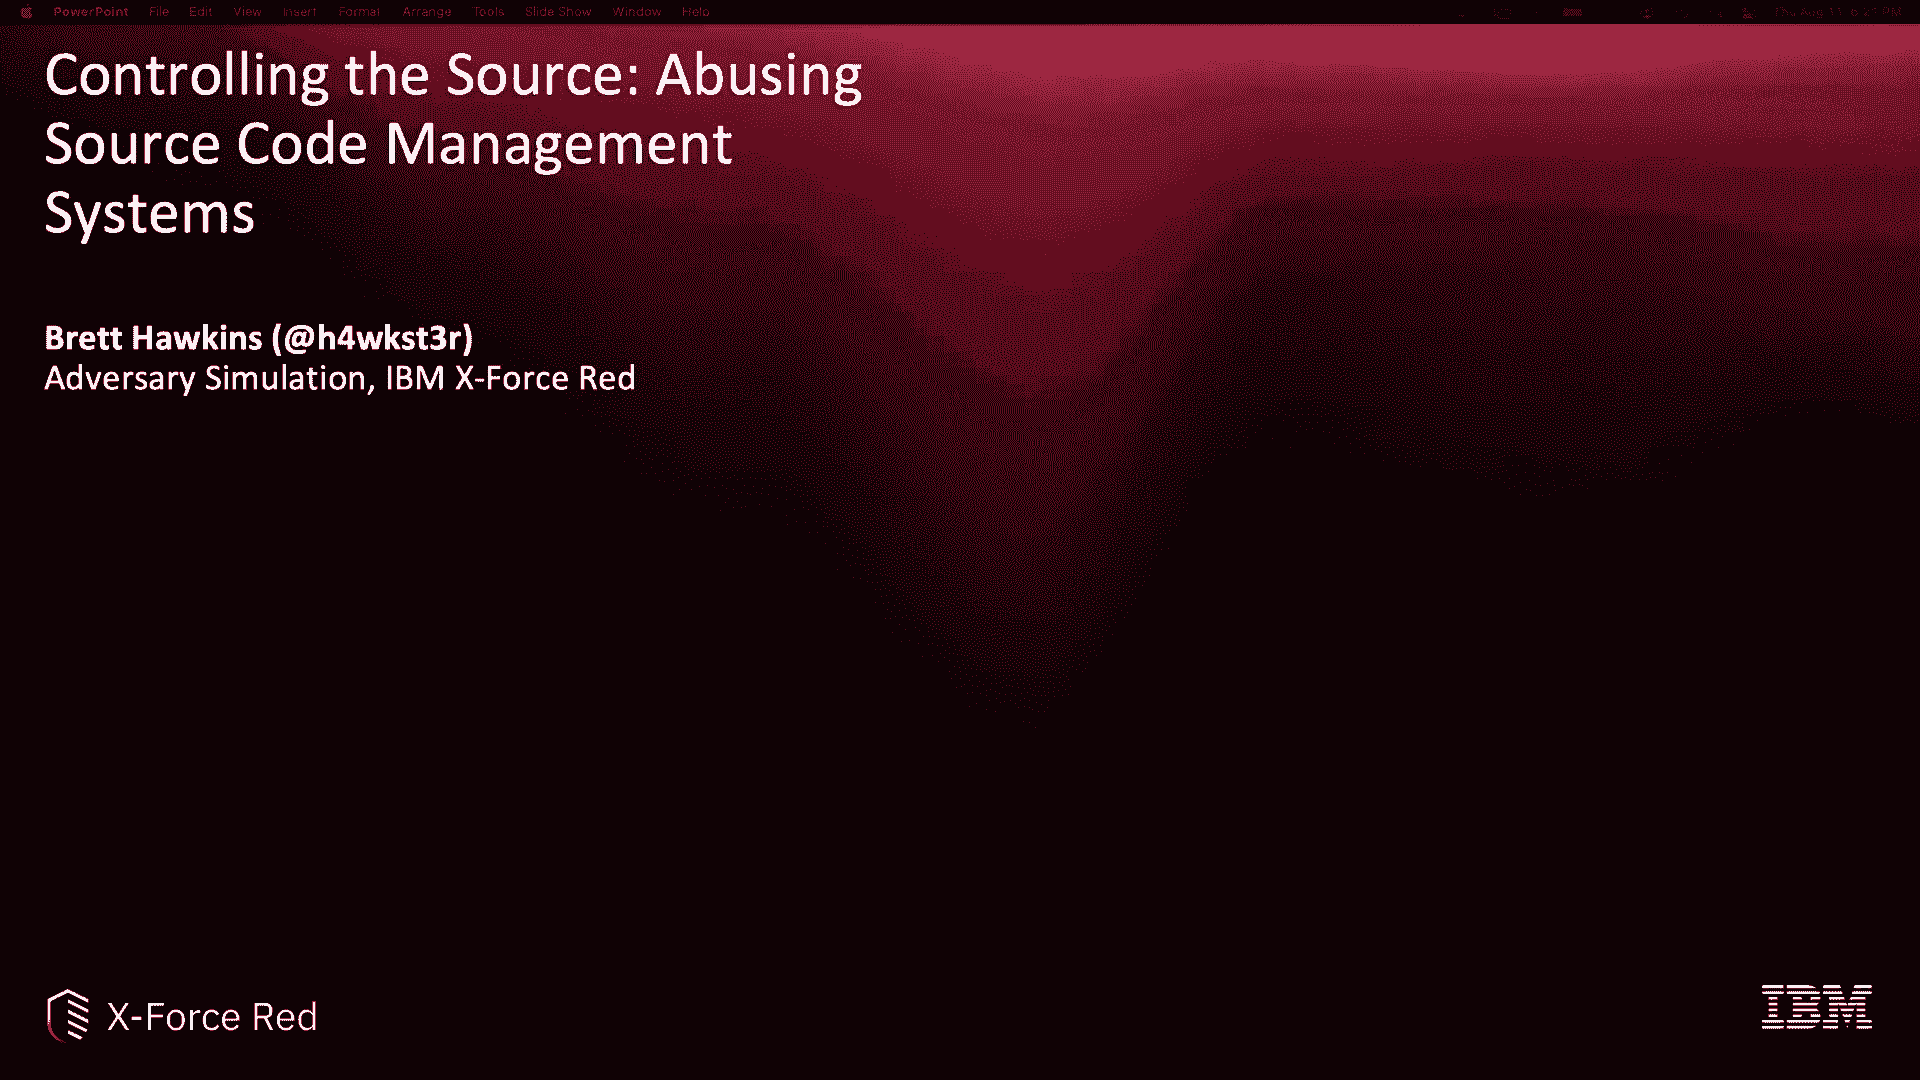 PowerPoint File Edit View Insert Format Arrange Tools Slide Show Window Help
Controlling the Source: Abusing
Source Code Management
Systems
Brett Hawkins (@h4wkst3r)
Adversary Simulation, IBM X-Force Red
X-Force Red
IBM